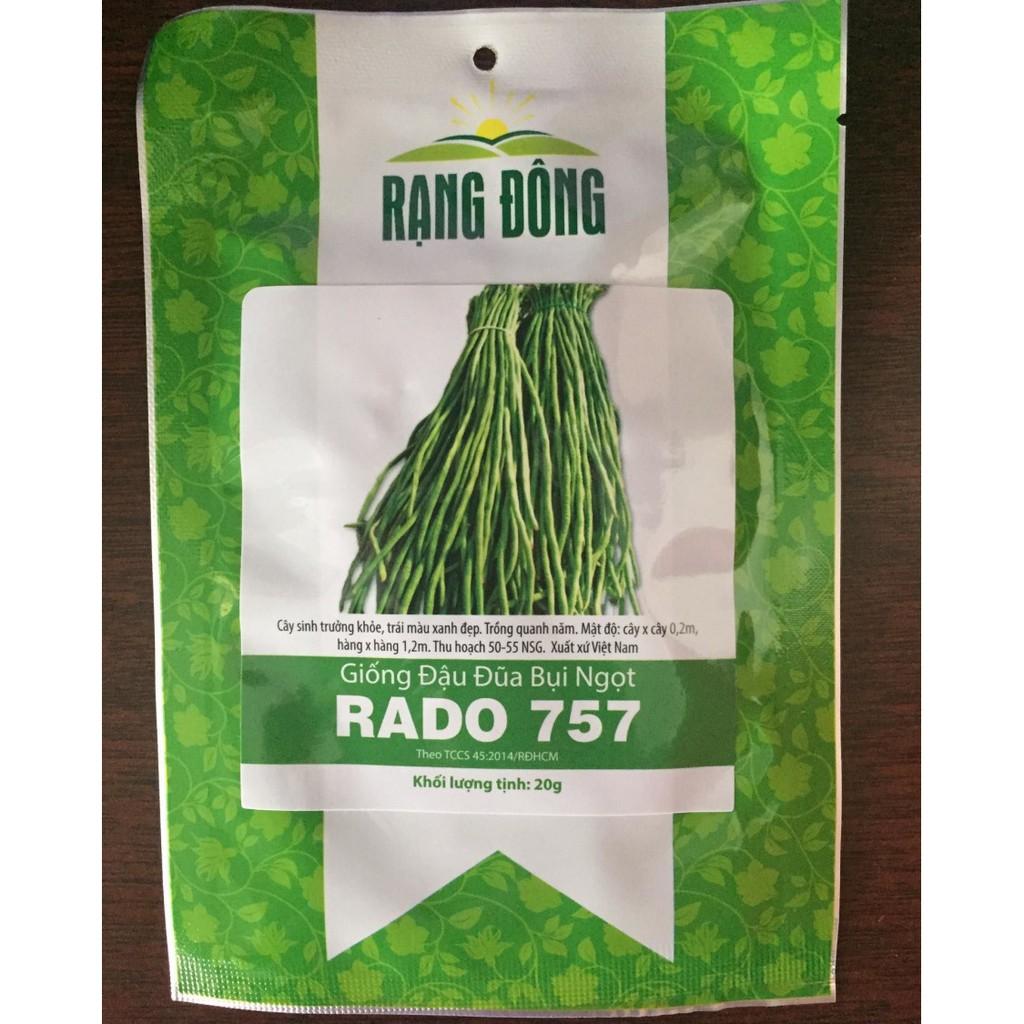 RẠNG ĐÔNG
Cây sinh trưởng khỏe, trái màu xanh đẹp. Trồng quanh năm. Mật độ: cây x cây 0,2m,
hàng x hàng 1,2m. Thu hoạch 50-55 NSG. Xuất xứ Việt Nam
Giống Đậu Đũa Bụi Ngọt
RADO 757
Theo TCCS 45:2014/RĐHCM
Khối lượng tịnh: 20g